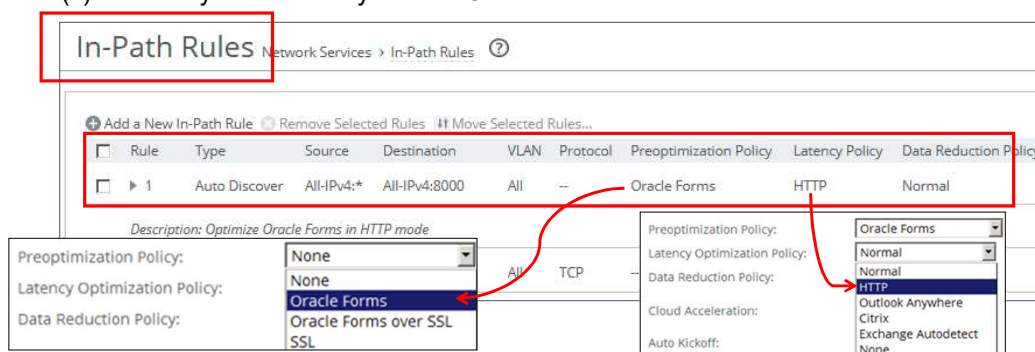 In-Path Rules Network Services > In-Path Rules ?
Add a New In-Path Rule Remove Selected Rules Move Selected Rules...
Rule Type Source Destination VLAN Protocol Preoptimization Policy Latency Policy Data Reduction Policy
1 Auto Discover All-IPv4:* All-IPv4:8000 All -- Oracle Forms HTTP Normal
Description: Optimize Oracle Forms in HTTP mode
All TCP --
Preoptimization Policy: None
None
Latency Optimization Policy:
Oracle Forms
Data Reduction Policy:
Oracle Forms over SSL
SSL
Preoptimization Policy: Oracle Forms
Latency Optimization Policy: Normal
Data Reduction Policy:
Normal
HTTP
Cloud Acceleration:
Outlook Anywhere
Citrix
Auto Kickoff:
Exchange Autodetect
None